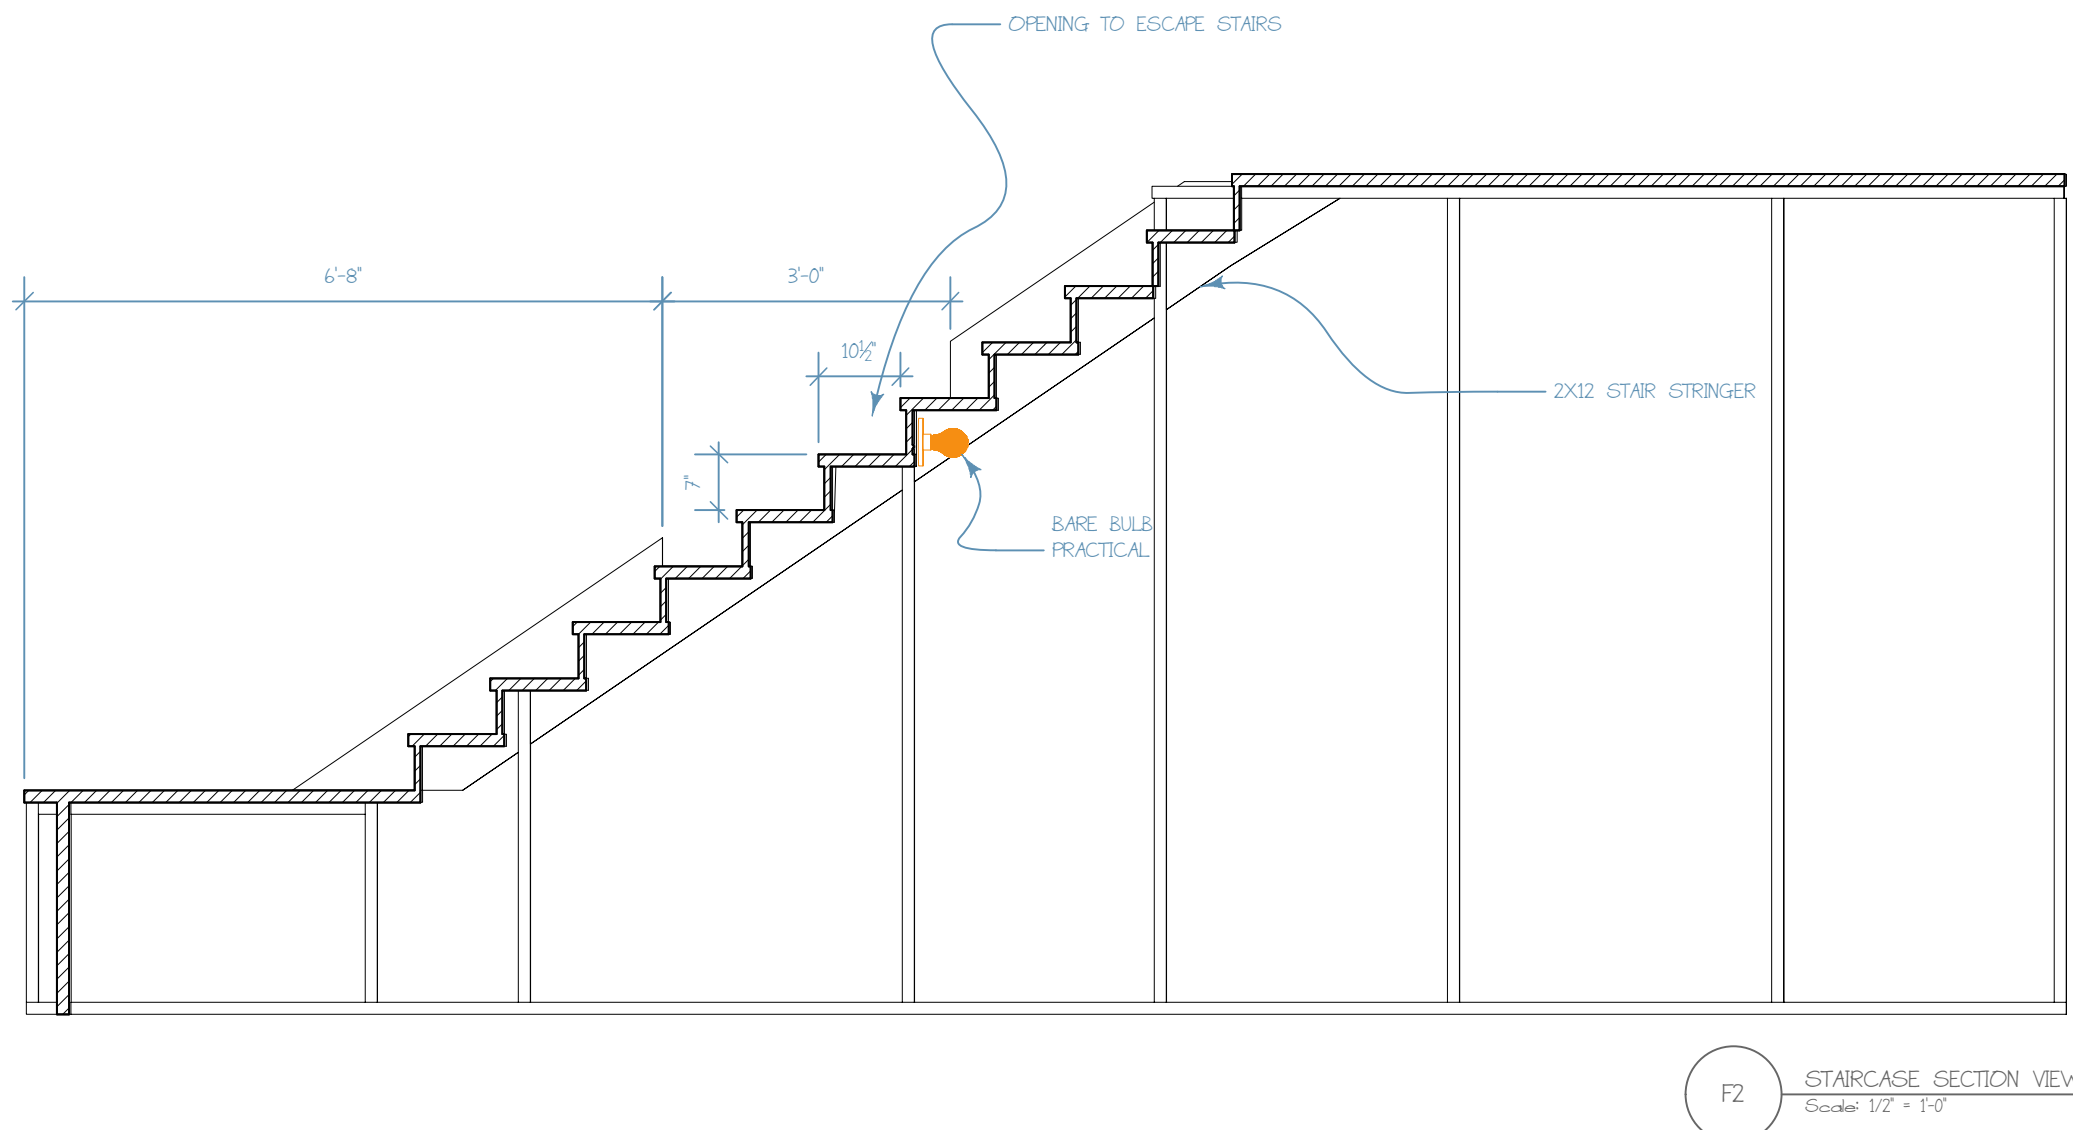 OPENING TO ESCAPE STAIRS
6'-8"
3'-0"
10½"
2X12 STAIR STRINGER
7"
BARE BULB
PRACTICAL
F2
STAIRCASE SECTION VIEW
Scale: 1/2" = 1'-0"